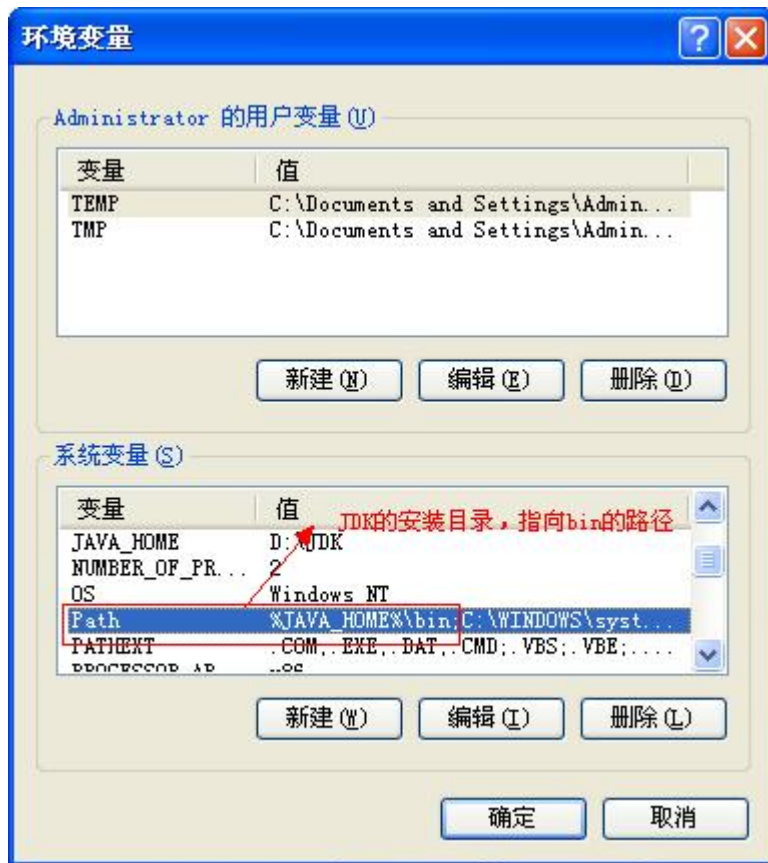 环境变量
Administrator 的用户变量(U)
变量 值
TEMP C:\Documents and Settings\Admin...
TMP C:\Documents and Settings\Admin...
新建(N) 编辑(E) 删除(D)
系统变量(S)
变量 值
JDK的安装目录，指向bin的路径
JAVA_HOME D:\JDK
NUMBER_OF_PR... 2
OS Windows NT
Path %JAVA_HOME%\bin;C:\WINDOWS\syst...
PATHEXT .COM;.EXE;.BAT;.CMD;.VBS;.VBE;....
新建(W) 编辑(I) 删除(L)
确定 取消